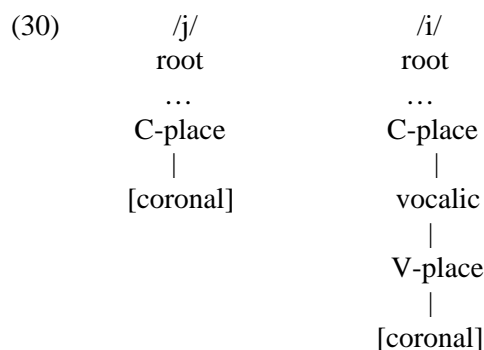 (30) /j/ /i/
root root
… …
C-place C-place
| |
[coronal] vocalic
|
V-place
|
[coronal]